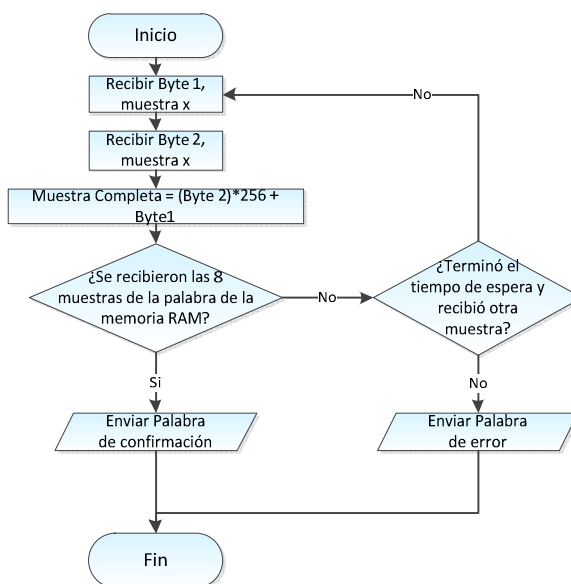 Inicio
Recibir Byte 1,
muestra x
No
Recibir Byte 2,
muestra x
Muestra Completa = (Byte 2)*256 +
Byte1
¿Se recibieron las 8
muestras de la palabra de la
memoria RAM?
No
¿Terminó el
tiempo de espera y
recibió otra
muestra?
Si
No
Enviar Palabra
de confirmación
Enviar Palabra
de error
Fin